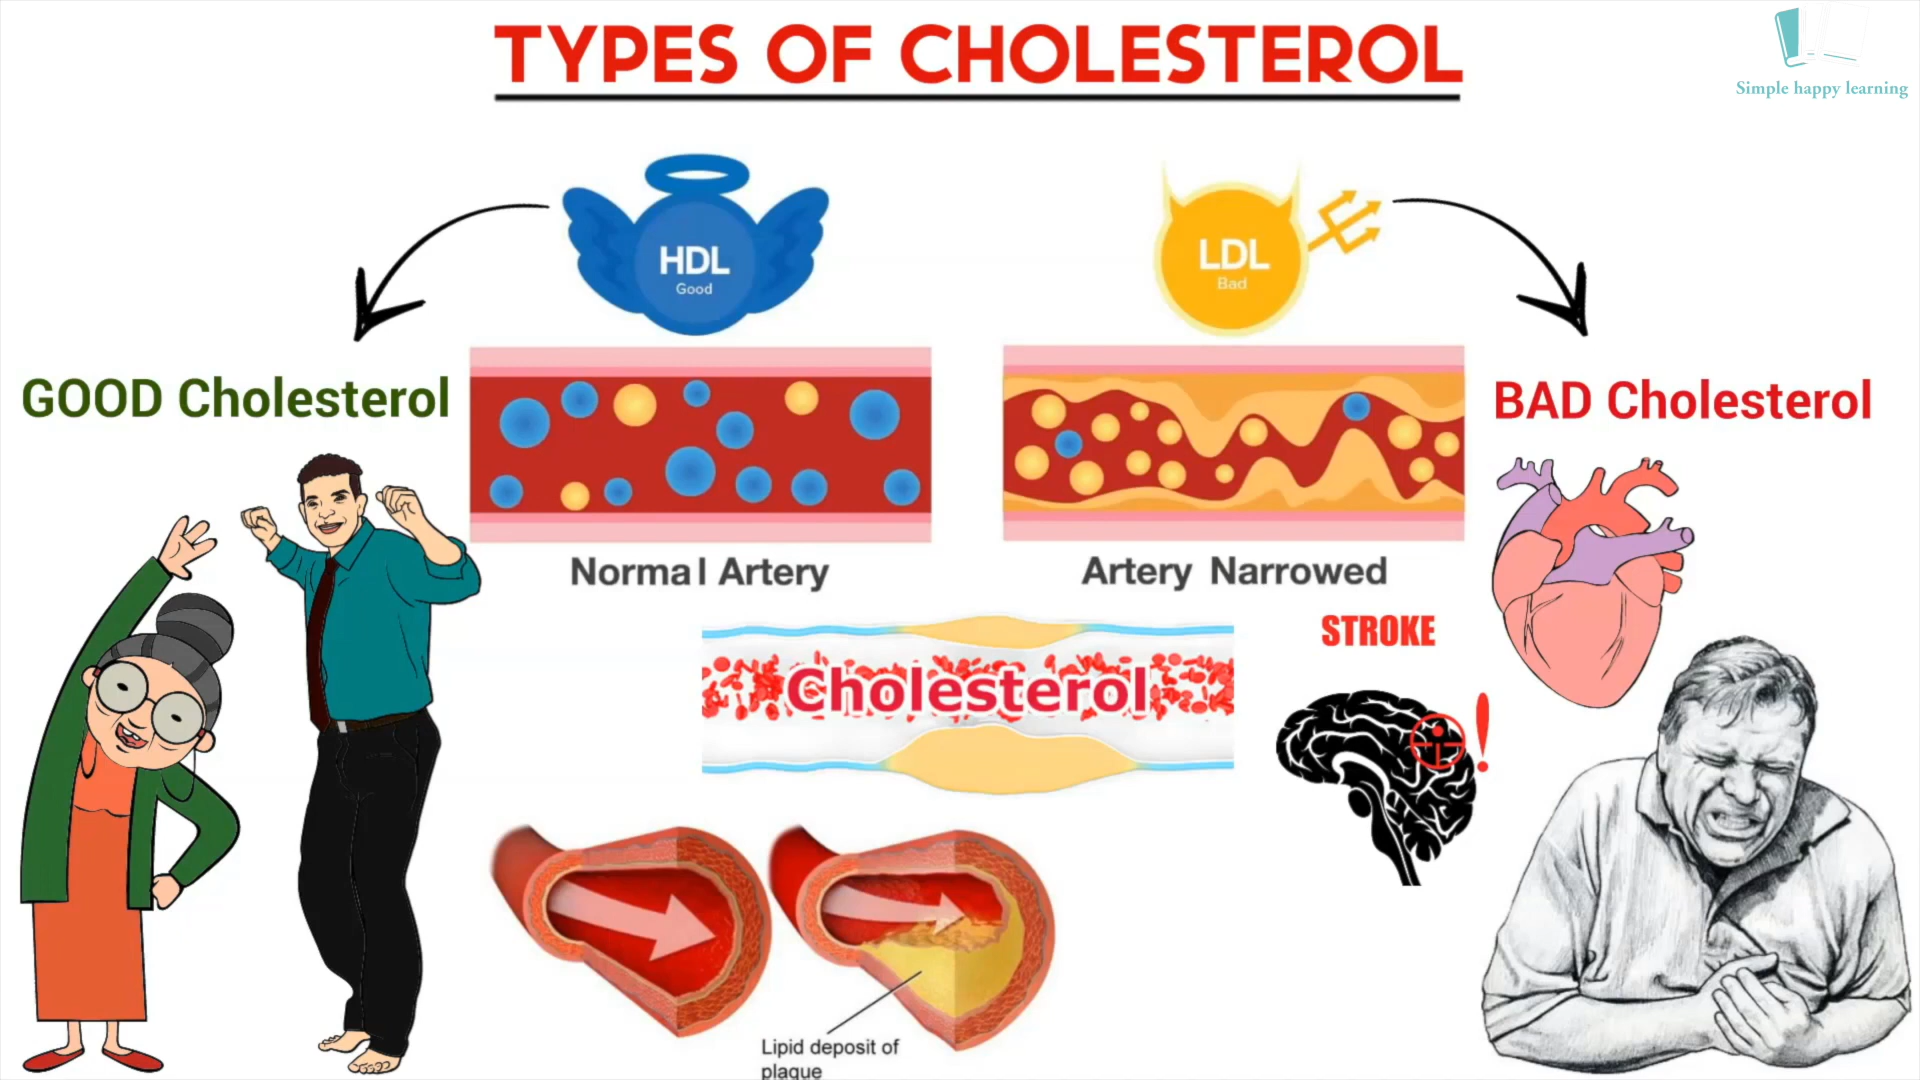 TYPES OF CHOLESTEROL
Simple happy learning
HDL
Good
LDL
Bad
GOOD Cholesterol
BAD Cholesterol
Normal Artery
Artery Narrowed
STROKE
Cholesterol
!
Lipid deposit of
plaque